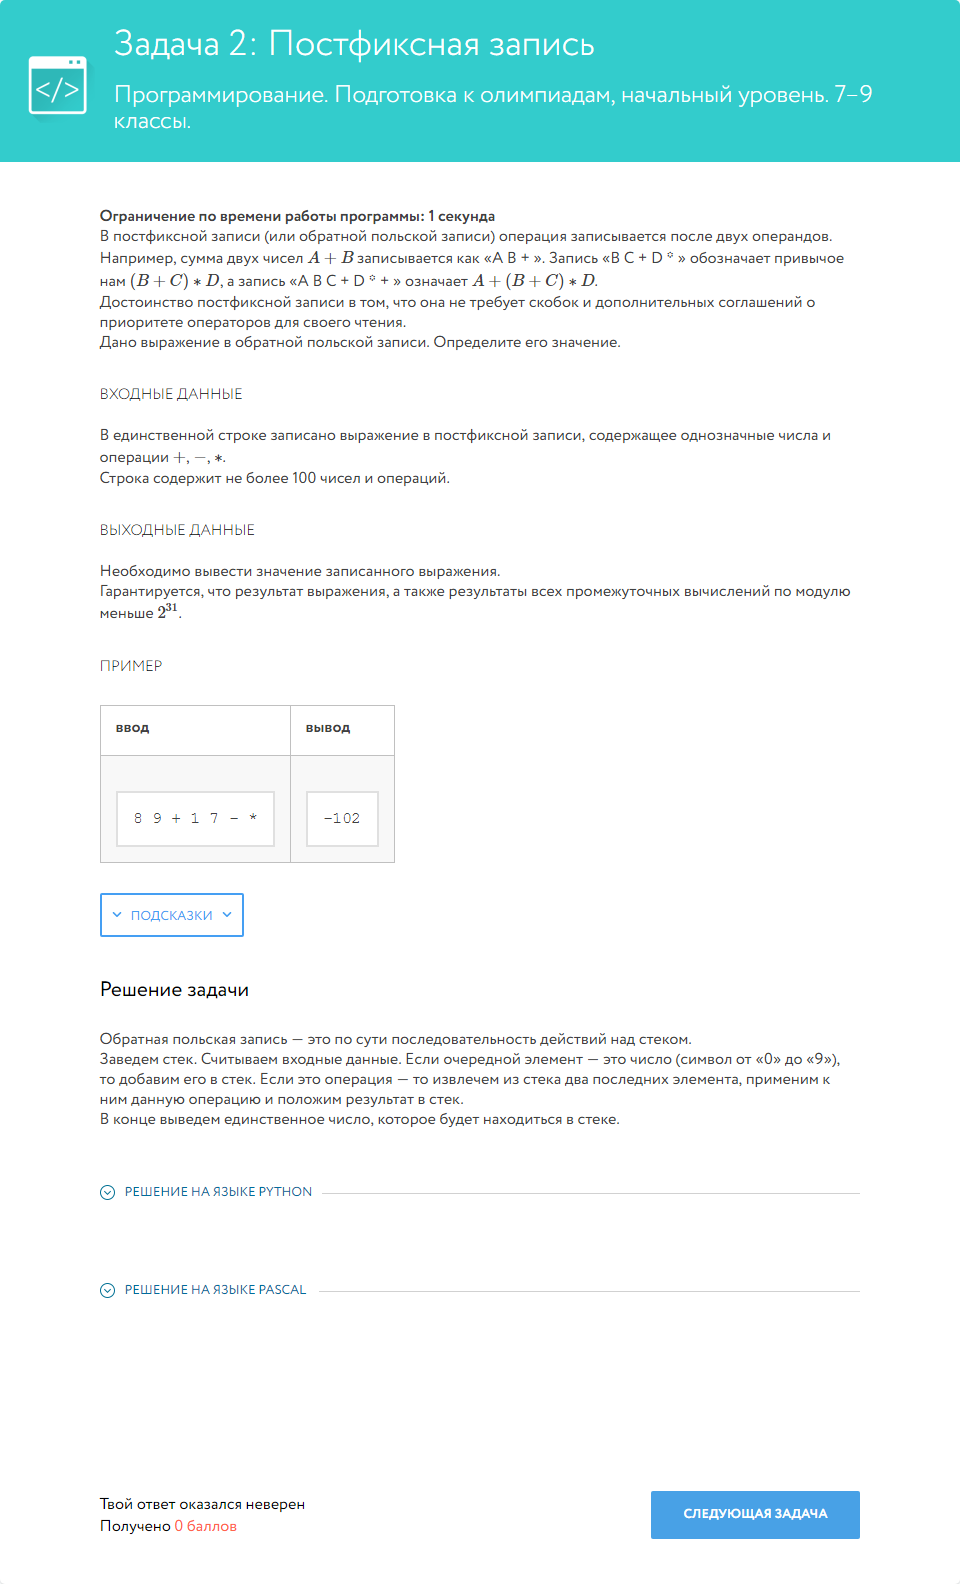 Задача 2: Постфиксная запись
Программирование. Подготовка к олимпиадам, начальный уровень. 7–9
классы.
</>
Ограничение по времени работы программы: 1 секунда
В постфиксной записи (или обратной польской записи) операция записывается после двух операндов.
Например, сумма двух чисел A + B записывается как «A B + ». Запись «B C + D * » обозначает привычное
нам (B + C) ∗ D, а запись «A B C + D * + » означает A + (B + C) ∗ D.
Достоинство постфиксной записи в том, что она не требует скобок и дополнительных соглашений о
приоритете операторов для своего чтения.
Дано выражение в обратной польской записи. Определите его значение.
ВХОДНЫЕ ДАННЫЕ
В единственной строке записано выражение в постфиксной записи, содержащее однозначные числа и
операции +, −, ∗.
Строка содержит не более 100 чисел и операций.
ВЫХОДНЫЕ ДАННЫЕ
Необходимо вывести значение записанного выражения.
Гарантируется, что результат выражения, а также результаты всех промежуточных вычислений по модулю
меньше 2³¹.
ПРИМЕР
ввод вывод
8 9 + 1 7 - * -102
ПОДСКАЗКИ
Решение задачи
Обратная польская запись — это по сути последовательность действий над стеком.
Заведем стек. Считываем входные данные. Если очередной элемент — это число (символ от «0» до «9»),
то добавим его в стек. Если это операция — то извлечем из стека два последних элемента, применим к
ним данную операцию и положим результат в стек.
В конце выведем единственное число, которое будет находиться в стеке.
РЕШЕНИЕ НА ЯЗЫКЕ PYTHON
РЕШЕНИЕ НА ЯЗЫКЕ PASCAL
Твой ответ оказался неверен
Получено 0 баллов
СЛЕДУЮЩАЯ ЗАДАЧА